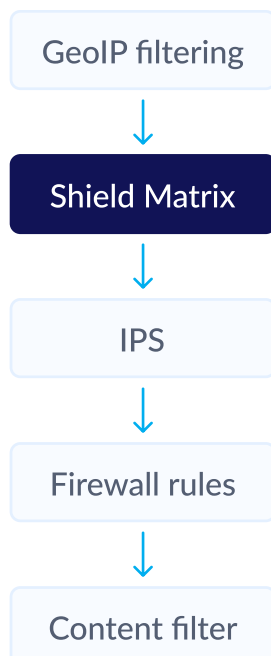 GeoIP filtering
Shield Matrix
IPS
Firewall rules
Content filter